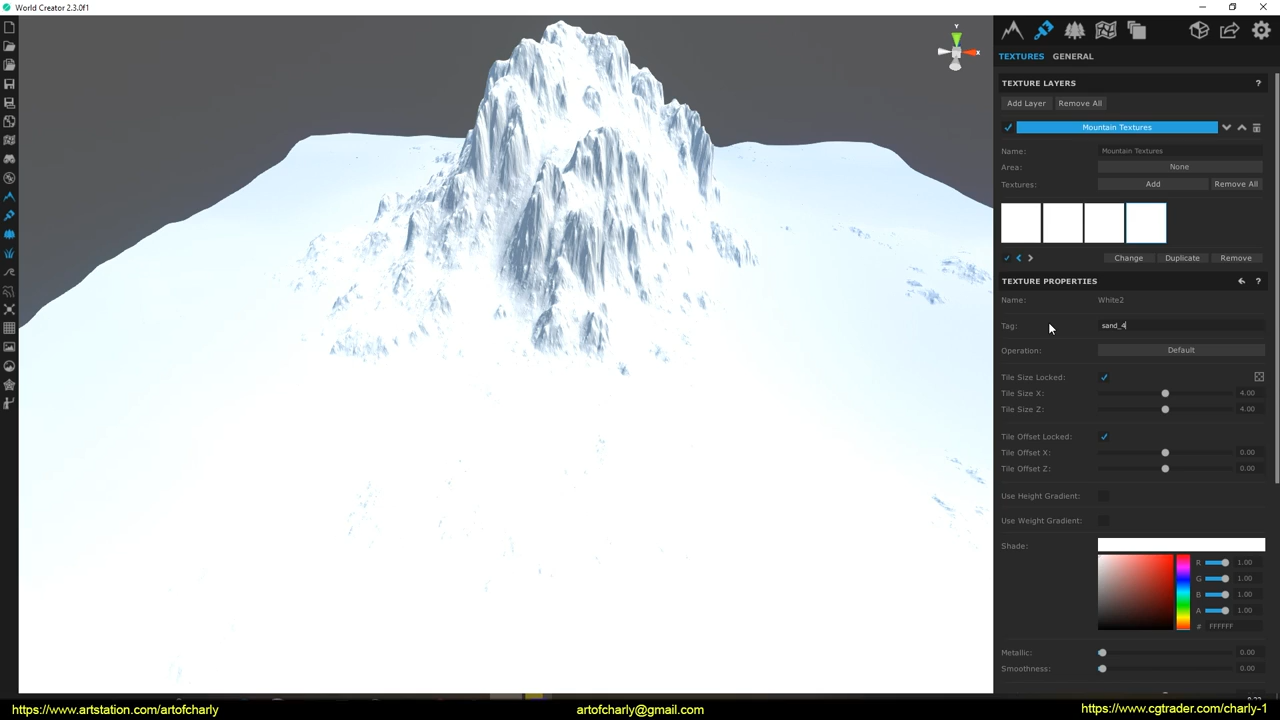 World Creator 2.3.0f1
TEXTURES GENERAL
TEXTURE LAYERS ?
Add Layer Remove All
Mountain Textures
Name: Mountain Textures
Area: None
Textures: Add Remove All
Change Duplicate Remove
TEXTURE PROPERTIES ?
Name: White2
Tag: sand_4
Operation: Default
Tile Size Locked:
Tile Size X: 4.00
Tile Size Z: 4.00
Tile Offset Locked:
Tile Offset X: 0.00
Tile Offset Z: 0.00
Use Height Gradient:
Use Weight Gradient:
Shade:
R 1.00
G 1.00
B 1.00
A 1.00
# FFFFFF
Metallic: 0.00
Smoothness: 0.00
Y
X
https://www.artstation.com/artofcharly artofcharly@gmail.com https://www.cgtrader.com/charly-1